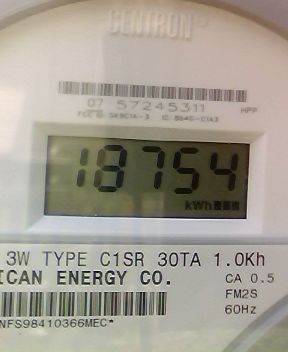 CENTRON
07 57245311
HPP
18754
kWh
3W TYPE C1SR 30TA 1.0Kh
ICAN ENERGY CO.
CA 0.5
FM2S
60Hz
NFS98410366MEC*